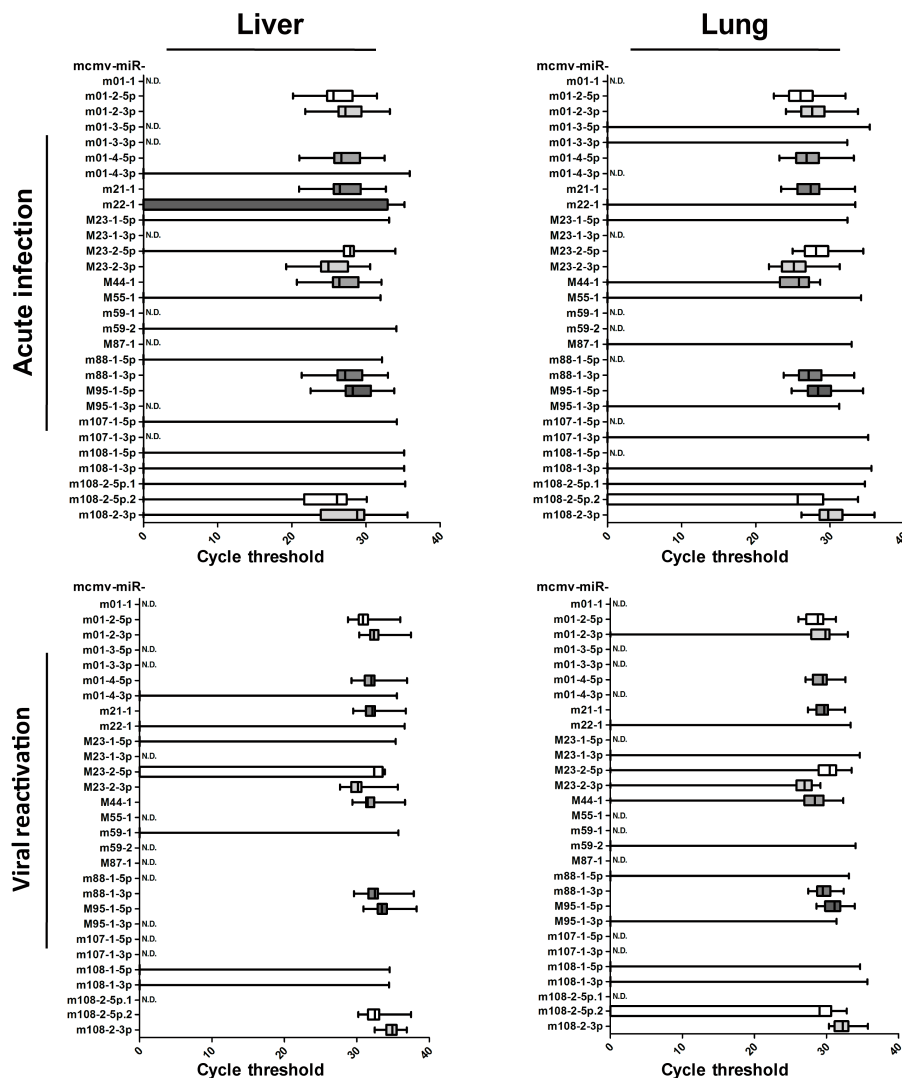 Liver
Lung
Acute infection
mcmv-miR-
m01-1 N.D.
m01-2-5p
m01-2-3p
m01-3-5p N.D.
m01-3-3p N.D.
m01-4-5p
m01-4-3p
m21-1
m22-1
M23-1-5p
M23-1-3p N.D.
M23-2-5p
M23-2-3p
M44-1
M55-1
m59-1 N.D.
m59-2
M87-1 N.D.
m88-1-5p
m88-1-3p
M95-1-5p
M95-1-3p N.D.
m107-1-5p
m107-1-3p N.D.
m108-1-5p
m108-1-3p
m108-2-5p.1
m108-2-5p.2
m108-2-3p
0 10 20 30 40
Cycle threshold
mcmv-miR-
m01-1 N.D.
m01-2-5p
m01-2-3p
m01-3-5p
m01-3-3p
m01-4-5p
m01-4-3p N.D.
m21-1
m22-1
M23-1-5p
M23-1-3p N.D.
M23-2-5p
M23-2-3p
M44-1
M55-1
m59-1 N.D.
m59-2 N.D.
M87-1
m88-1-5p N.D.
m88-1-3p
M95-1-5p
M95-1-3p
m107-1-5p N.D.
m107-1-3p
m108-1-5p N.D.
m108-1-3p
m108-2-5p.1
m108-2-5p.2
m108-2-3p
0 10 20 30 40
Cycle threshold
Viral reactivation
mcmv-miR-
m01-1 N.D.
m01-2-5p
m01-2-3p
m01-3-5p N.D.
m01-3-3p N.D.
m01-4-5p
m01-4-3p
m21-1
m22-1
M23-1-5p
M23-1-3p N.D.
M23-2-5p
M23-2-3p
M44-1
M55-1 N.D.
m59-1
m59-2 N.D.
M87-1 N.D.
m88-1-5p N.D.
m88-1-3p
M95-1-5p
M95-1-3p N.D.
m107-1-5p N.D.
m107-1-3p N.D.
m108-1-5p
m108-1-3p
m108-2-5p.1 N.D.
m108-2-5p.2
m108-2-3p
0 10 20 30 40
Cycle threshold
mcmv-miR-
m01-1 N.D.
m01-2-5p
m01-2-3p
m01-3-5p N.D.
m01-3-3p N.D.
m01-4-5p
m01-4-3p N.D.
m21-1
m22-1
M23-1-5p N.D.
M23-1-3p
M23-2-5p
M23-2-3p
M44-1
M55-1 N.D.
m59-1 N.D.
m59-2
M87-1 N.D.
m88-1-5p
m88-1-3p
M95-1-5p
M95-1-3p
m107-1-5p N.D.
m107-1-3p N.D.
m108-1-5p
m108-1-3p
m108-2-5p.1 N.D.
m108-2-5p.2
m108-2-3p
0 10 20 30 40
Cycle threshold